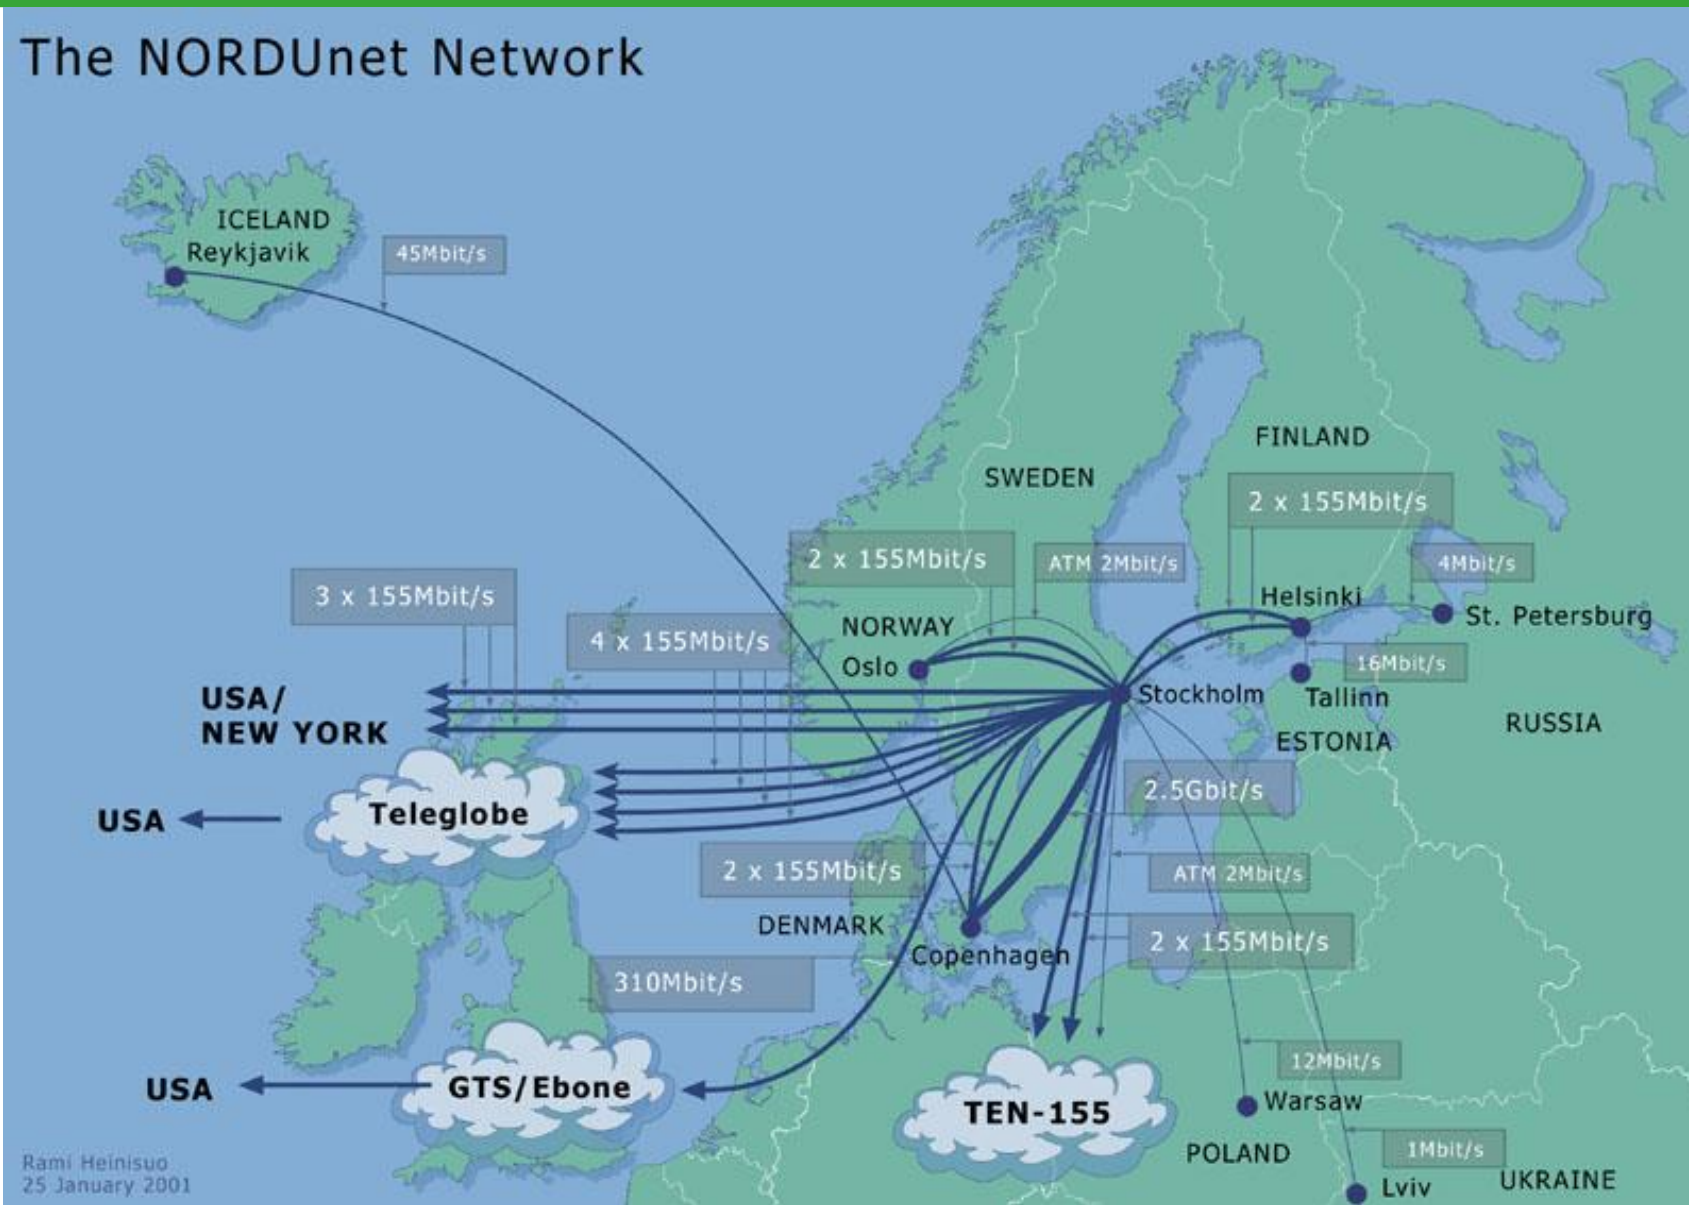 The NORDUnet Network
ICELAND
Reykjavik
45Mbit/s
FINLAND
SWEDEN
2 x 155Mbit/s
2 x 155Mbit/s
ATM 2Mbit/s
4Mbit/s
3 x 155Mbit/s
Helsinki
St. Petersburg
4 x 155Mbit/s
NORWAY
Oslo
16Mbit/s
USA/
NEW YORK
Stockholm
Tallinn
ESTONIA
RUSSIA
2.5Gbit/s
USA
Teleglobe
2 x 155Mbit/s
ATM 2Mbit/s
DENMARK
Copenhagen
2 x 155Mbit/s
310Mbit/s
12Mbit/s
USA
GTS/Ebone
TEN-155
Warsaw
POLAND
1Mbit/s
Lviv
UKRAINE
Rami Heinisuo
25 January 2001